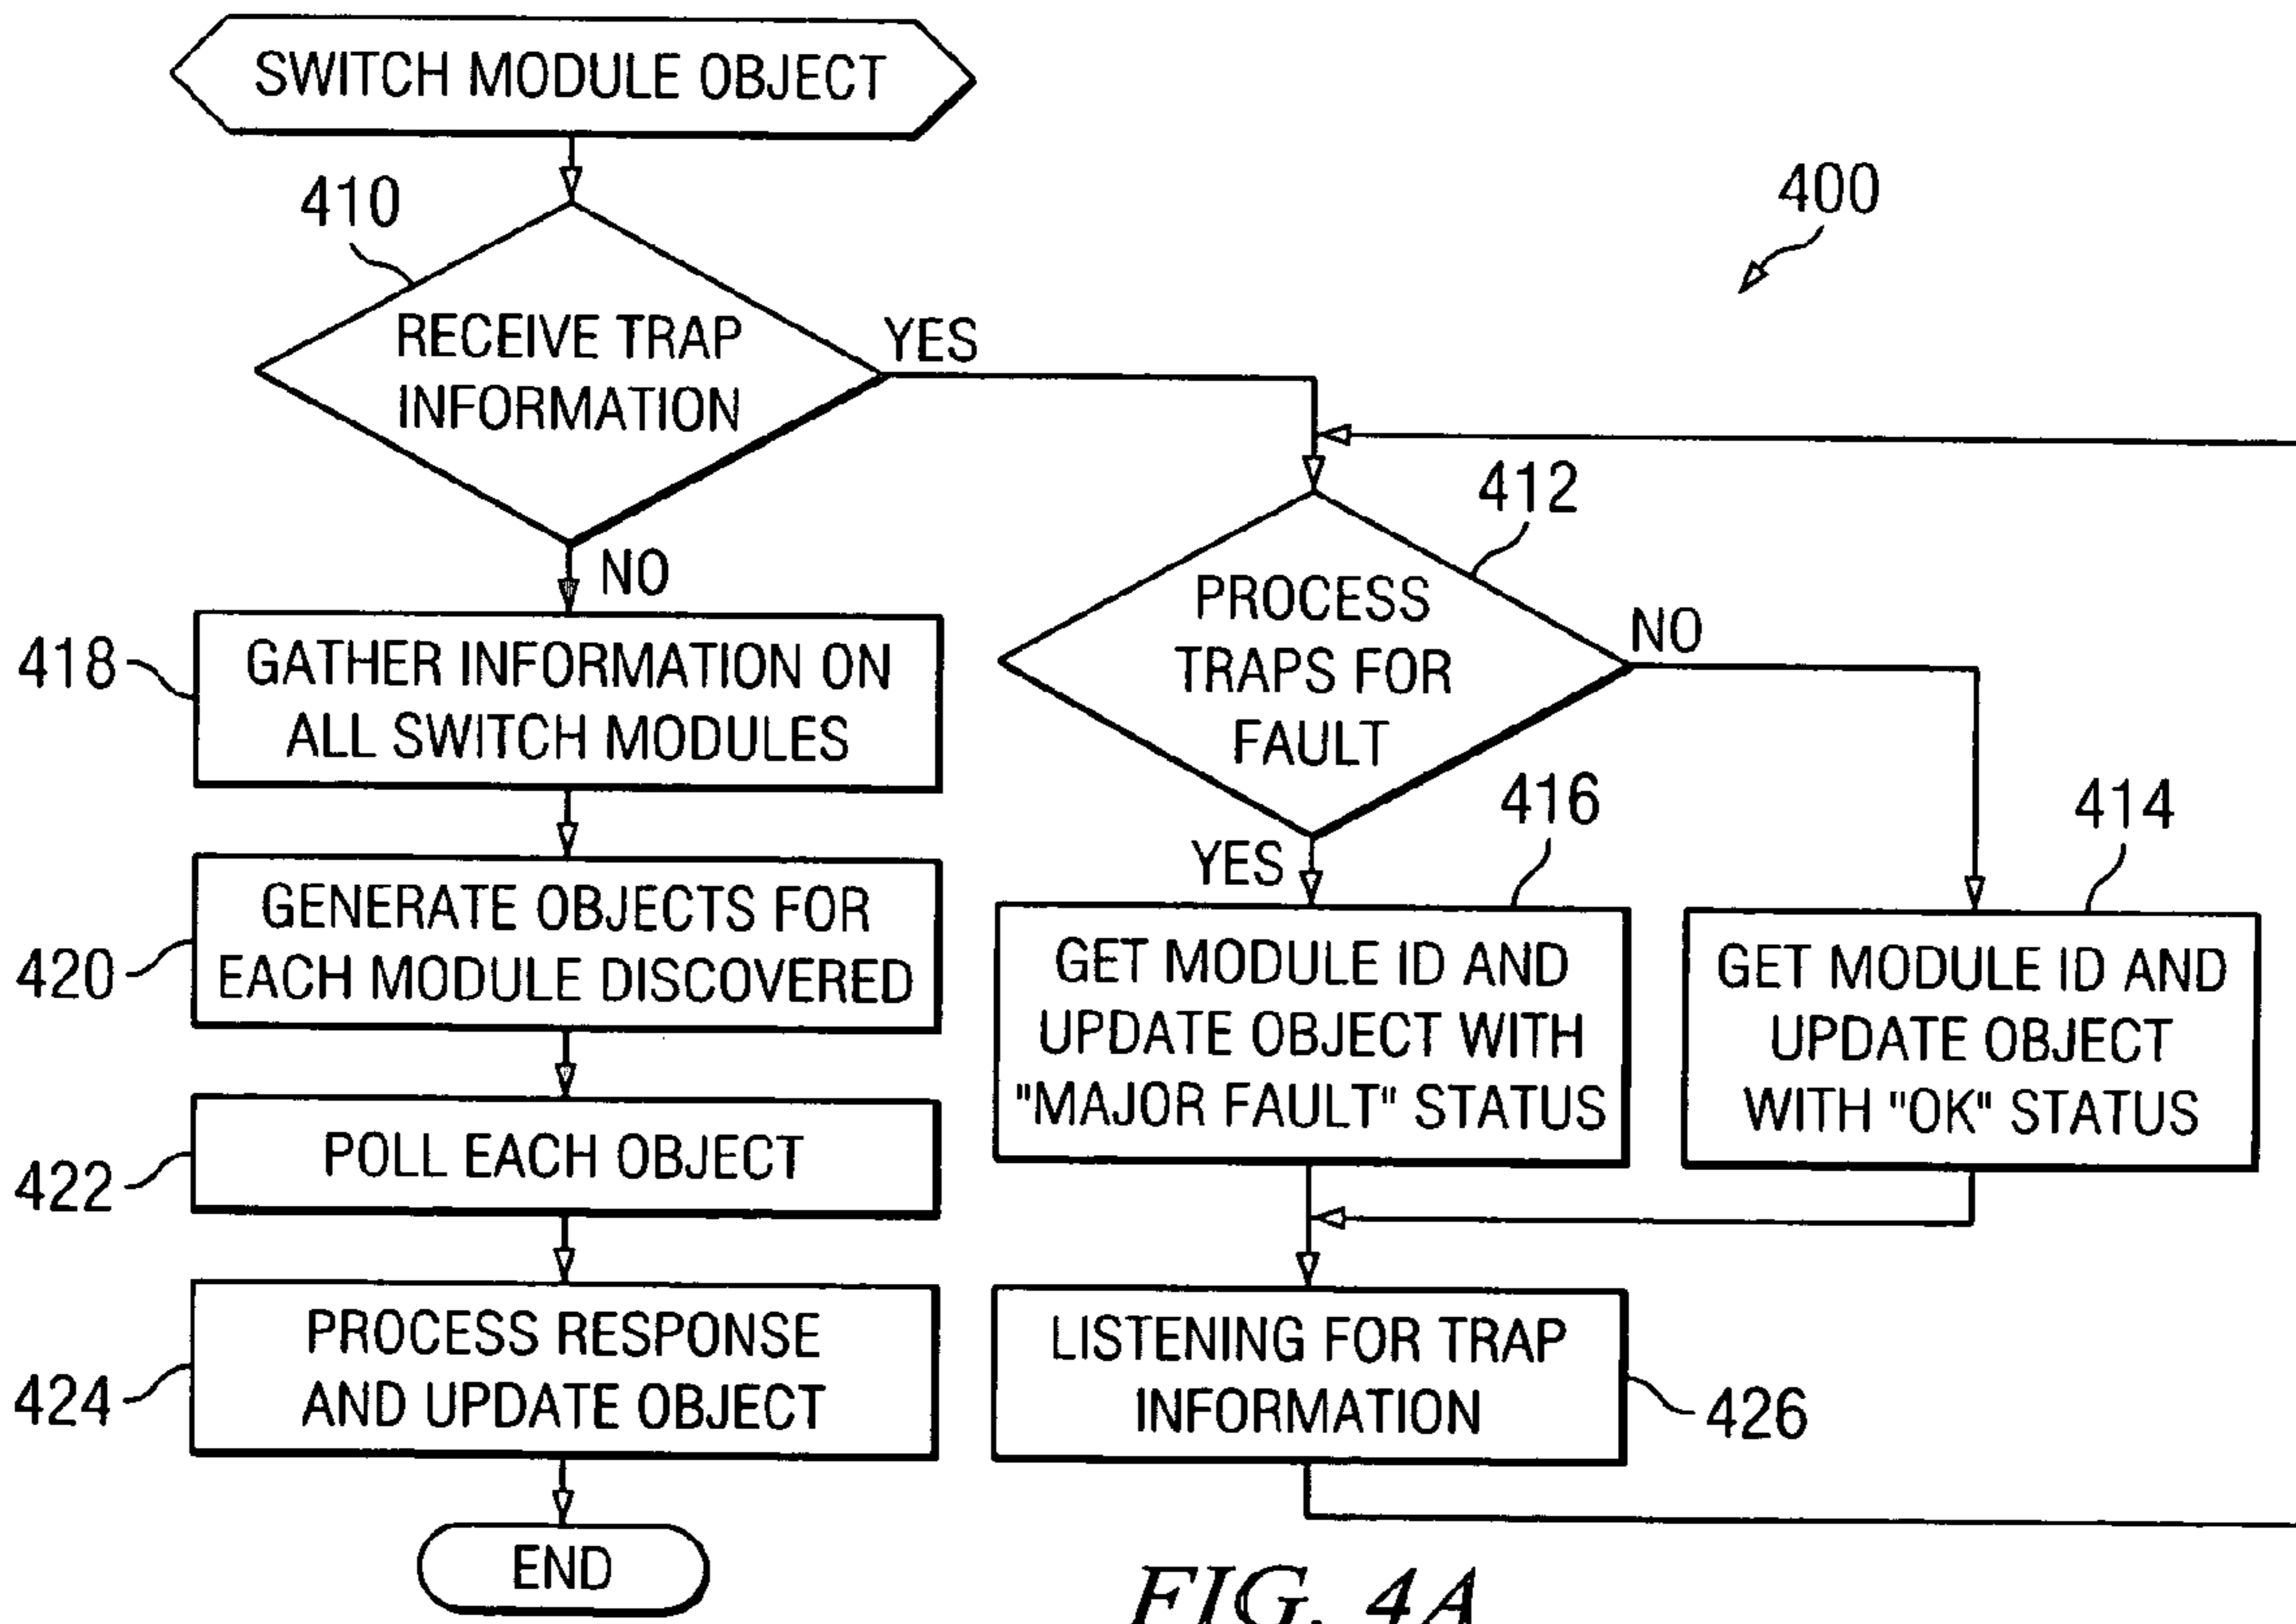 SWITCH MODULE OBJECT
400
410
RECEIVE TRAP
INFORMATION
YES
NO
412
PROCESS
TRAPS FOR
FAULT
NO
YES
418
GATHER INFORMATION ON
ALL SWITCH MODULES
416
414
420
GENERATE OBJECTS FOR
EACH MODULE DISCOVERED
GET MODULE ID AND
UPDATE OBJECT WITH
"MAJOR FAULT" STATUS
GET MODULE ID AND
UPDATE OBJECT
WITH "OK" STATUS
422
POLL EACH OBJECT
424
PROCESS RESPONSE
AND UPDATE OBJECT
LISTENING FOR TRAP
INFORMATION
426
END
FIG. 4A